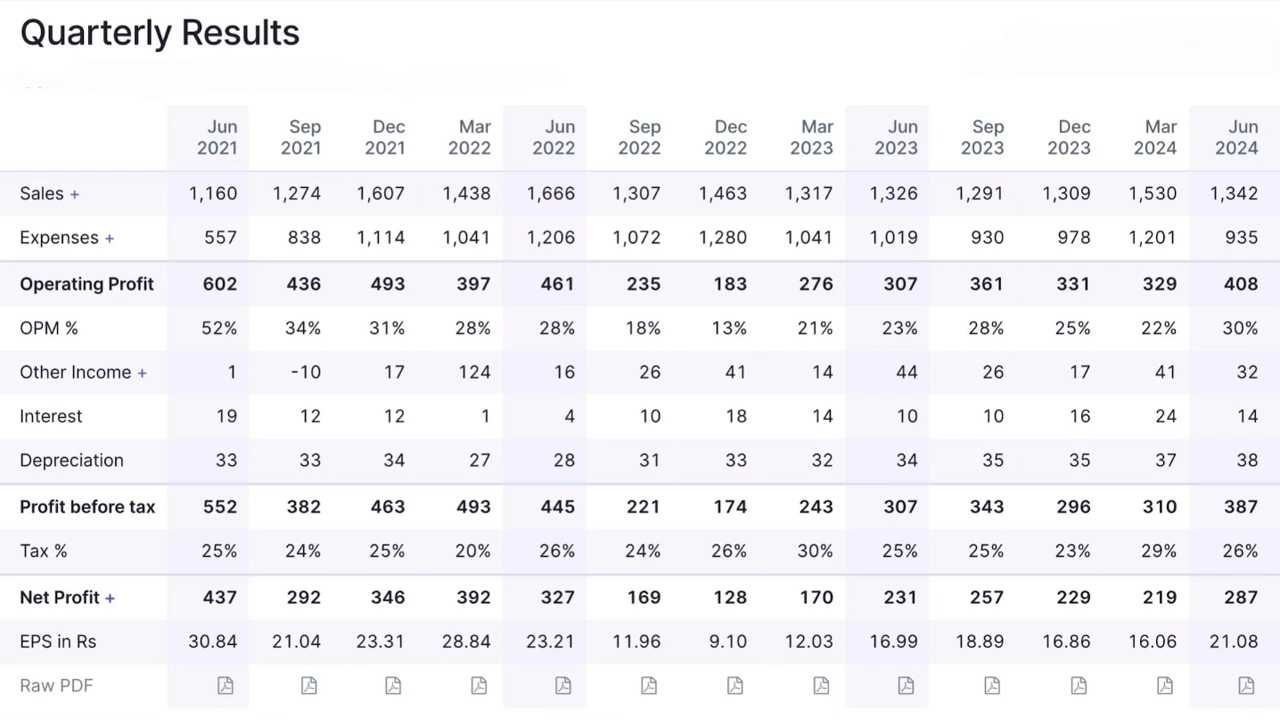 Quarterly Results
Jun 2021 Sep 2021 Dec 2021 Mar 2022 Jun 2022 Sep 2022 Dec 2022 Mar 2023 Jun 2023 Sep 2023 Dec 2023 Mar 2024 Jun 2024
Sales + 1,160 1,274 1,607 1,438 1,666 1,307 1,463 1,317 1,326 1,291 1,309 1,530 1,342
Expenses + 557 838 1,114 1,041 1,206 1,072 1,280 1,041 1,019 930 978 1,201 935
Operating Profit 602 436 493 397 461 235 183 276 307 361 331 329 408
OPM % 52% 34% 31% 28% 28% 18% 13% 21% 23% 28% 25% 22% 30%
Other Income + 1 -10 17 124 16 26 41 14 44 26 17 41 32
Interest 19 12 12 1 4 10 18 14 10 10 16 24 14
Depreciation 33 33 34 27 28 31 33 32 34 35 35 37 38
Profit before tax 552 382 463 493 445 221 174 243 307 343 296 310 387
Tax % 25% 24% 25% 20% 26% 24% 26% 30% 25% 25% 23% 29% 26%
Net Profit + 437 292 346 392 327 169 128 170 231 257 229 219 287
EPS in Rs 30.84 21.04 23.31 28.84 23.21 11.96 9.10 12.03 16.99 18.89 16.86 16.06 21.08
Raw PDF